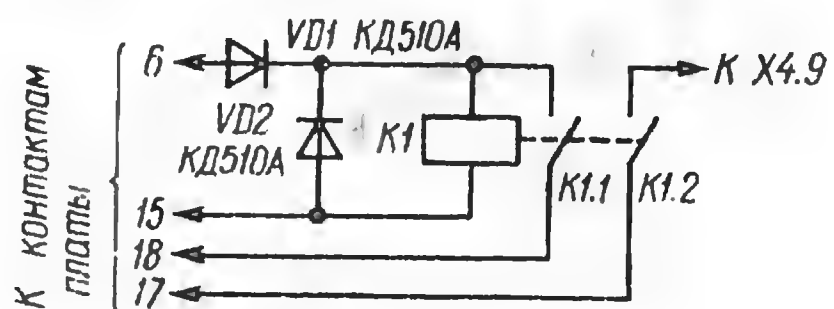 К контактам
платы
6
VD1 КД510А
К X4.9
VD2
КД510А
К1
К1.1
К1.2
15
18
17